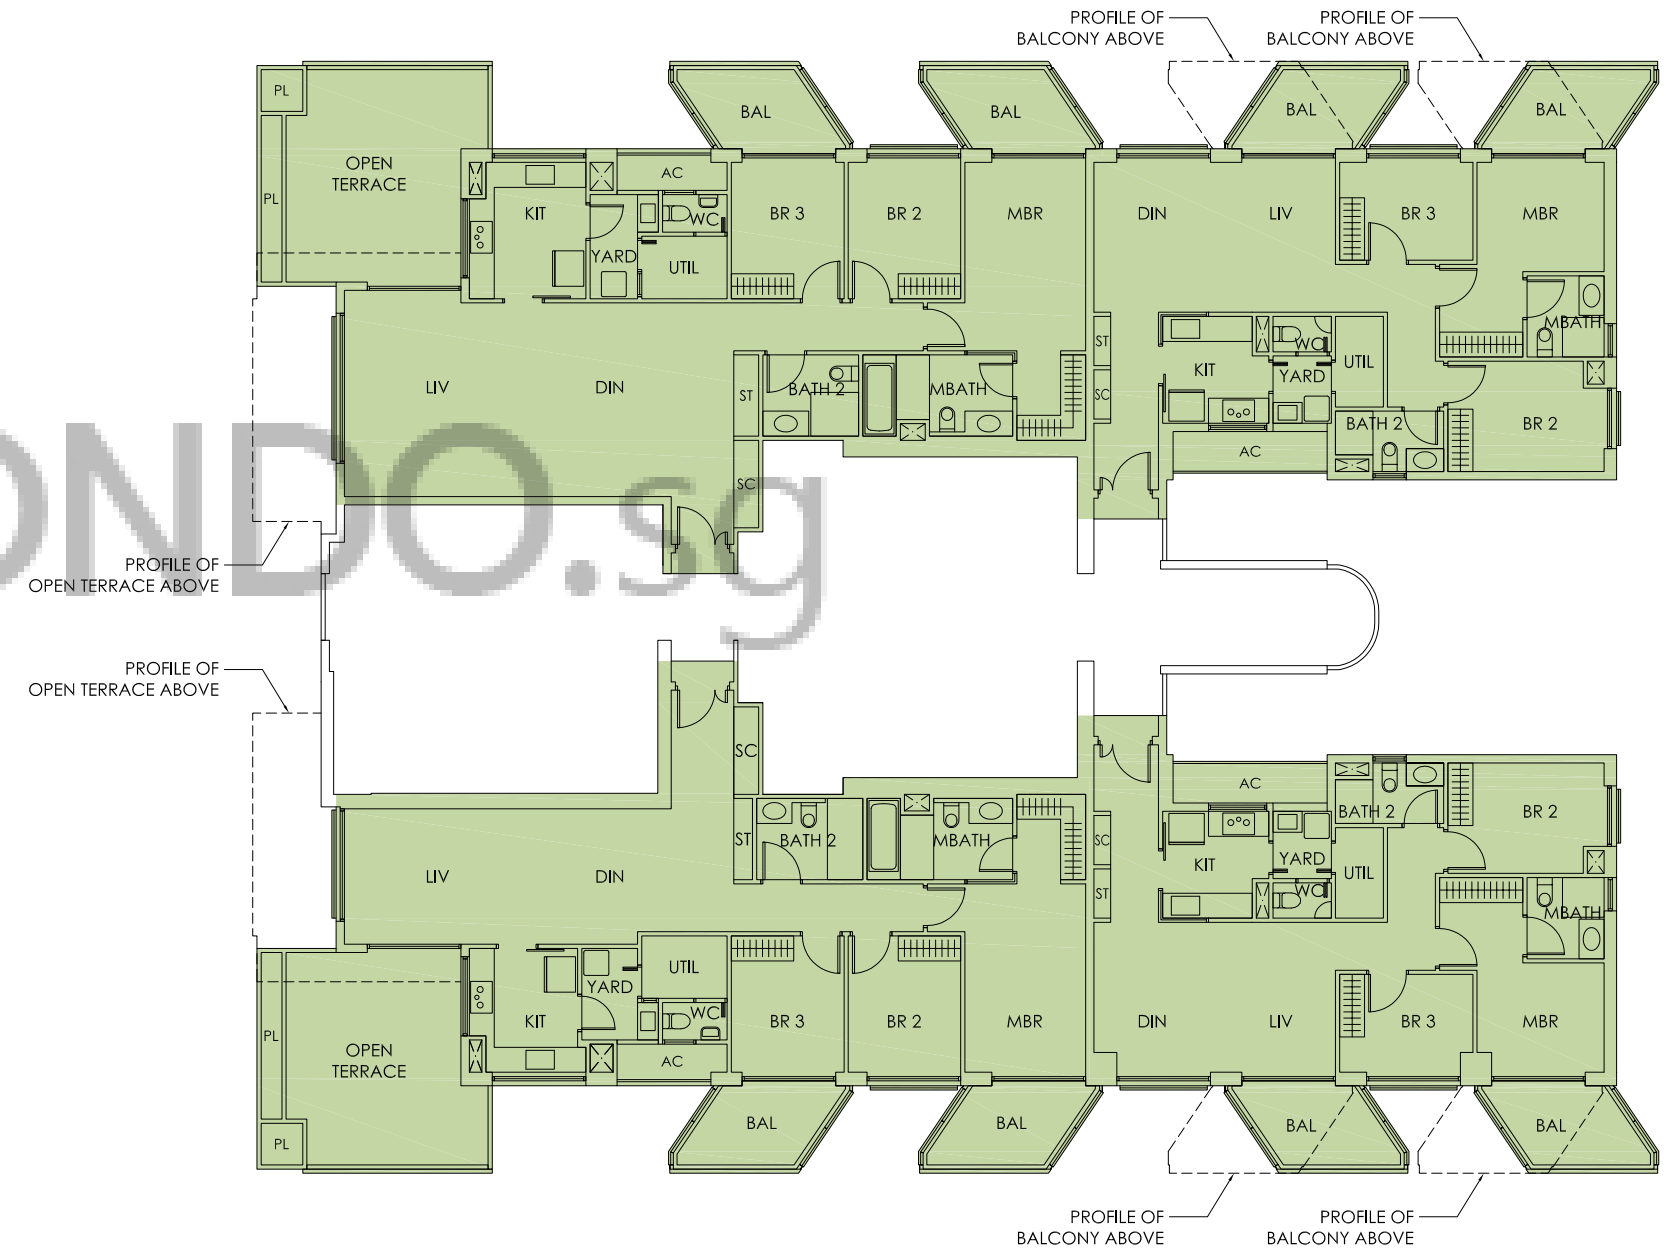 PROFILE OF
BALCONY ABOVE
PROFILE OF
BALCONY ABOVE
PL
BAL
BAL
BAL
BAL
OPEN
TERRACE
PL
KIT
AC
WC
YARD
UTIL
BR 3
BR 2
MBR
DIN
LIV
BR 3
MBR
MBATH
ST
WC
KIT
YARD
UTIL
LIV
DIN
ST
BATH 2
MBATH
SC
BATH 2
BR 2
AC
SC
ONDO.sg
PROFILE OF
OPEN TERRACE ABOVE
PROFILE OF
OPEN TERRACE ABOVE
SC
AC
BATH 2
BR 2
ST
BATH 2
MBATH
SC
KIT
YARD
UTIL
LIV
DIN
ST
WC
MBATH
UTIL
YARD
WC
KIT
AC
BR 3
BR 2
MBR
DIN
LIV
BR 3
MBR
PL
OPEN
TERRACE
PL
BAL
BAL
BAL
BAL
PROFILE OF
BALCONY ABOVE
PROFILE OF
BALCONY ABOVE